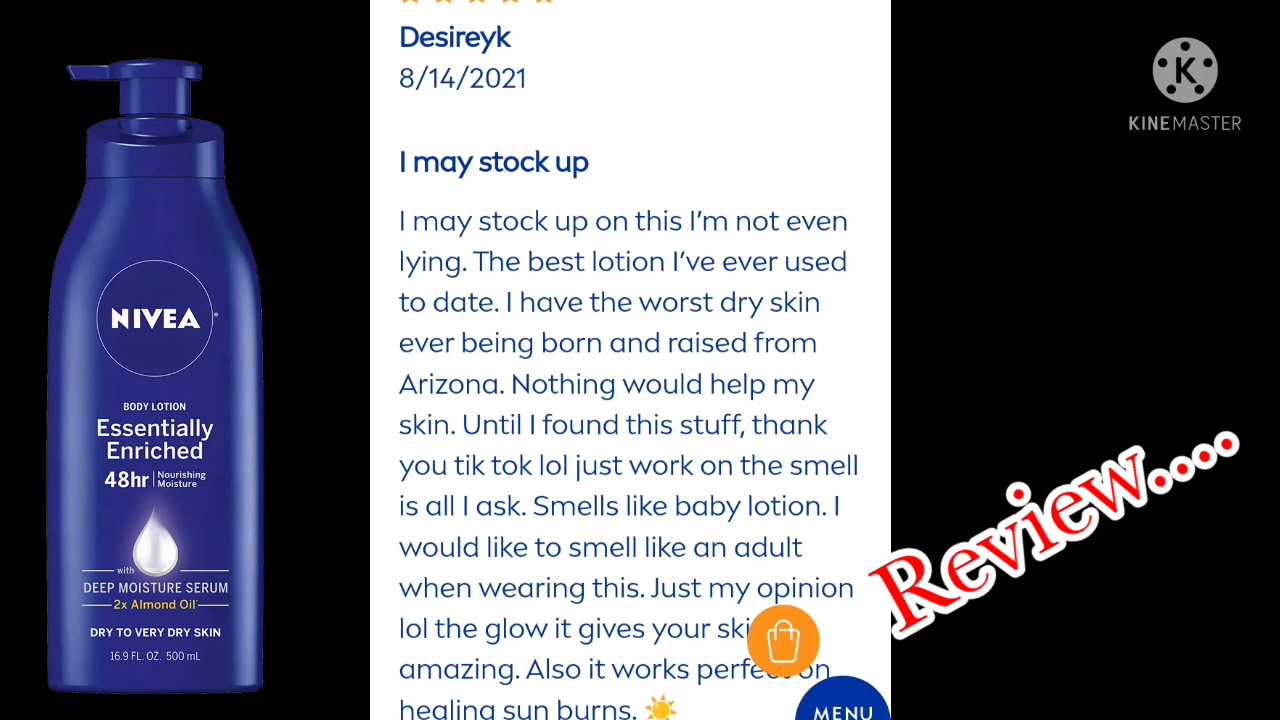 NIVEA
BODY LOTION
Essentially
Enriched
48hr
Nourishing
Moisture
with
DEEP MOISTURE SERUM
2x Almond Oil*
DRY TO VERY DRY SKIN
16.9 FL. OZ. 500 mL
Desireyk
8/14/2021
I may stock up
I may stock up on this I'm not even
lying. The best lotion I've ever used
to date. I have the worst dry skin
ever being born and raised from
Arizona. Nothing would help my
skin. Until I found this stuff, thank
you tik tok lol just work on the smell
is all I ask. Smells like baby lotion. I
would like to smell like an adult
when wearing this. Just my opinion
lol the glow it gives your
amazing. Also it works on
healing sun burns. ☀️
MENU
KINEMASTER
Review....